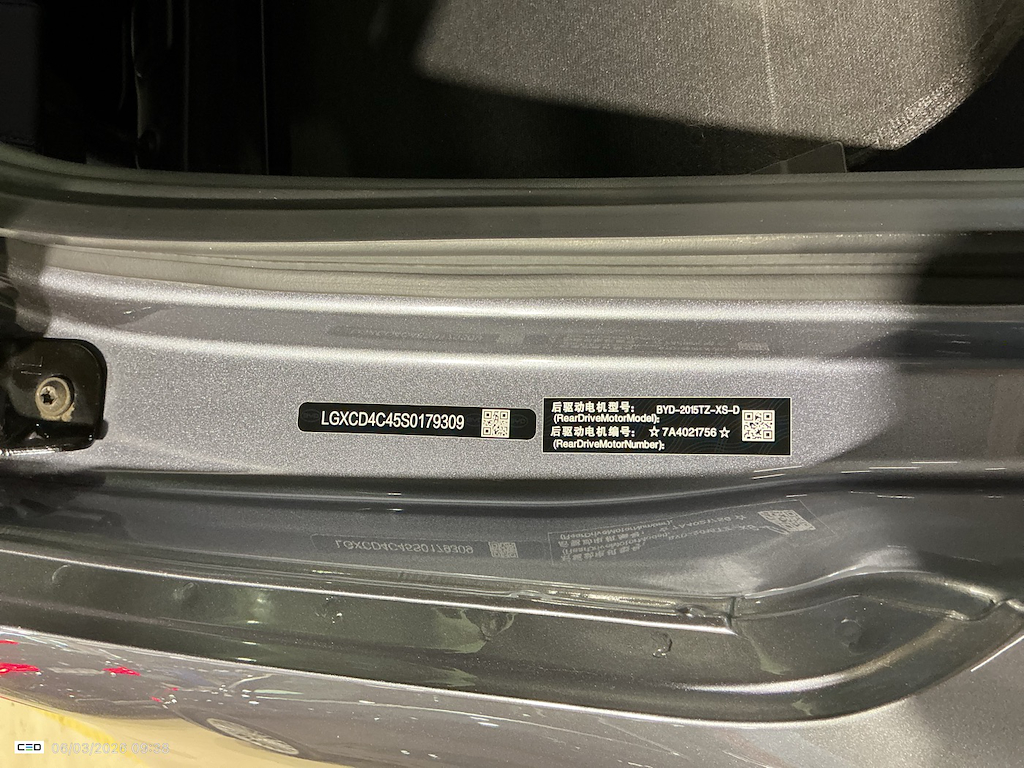 LGXCD4C45S0179309
后驱动电机型号: BYD-2015TZ-XS-D
(RearDriveMotorModel):
后驱动电机编号: ☆7A4021756☆
(RearDriveMotorNumber):
CEO